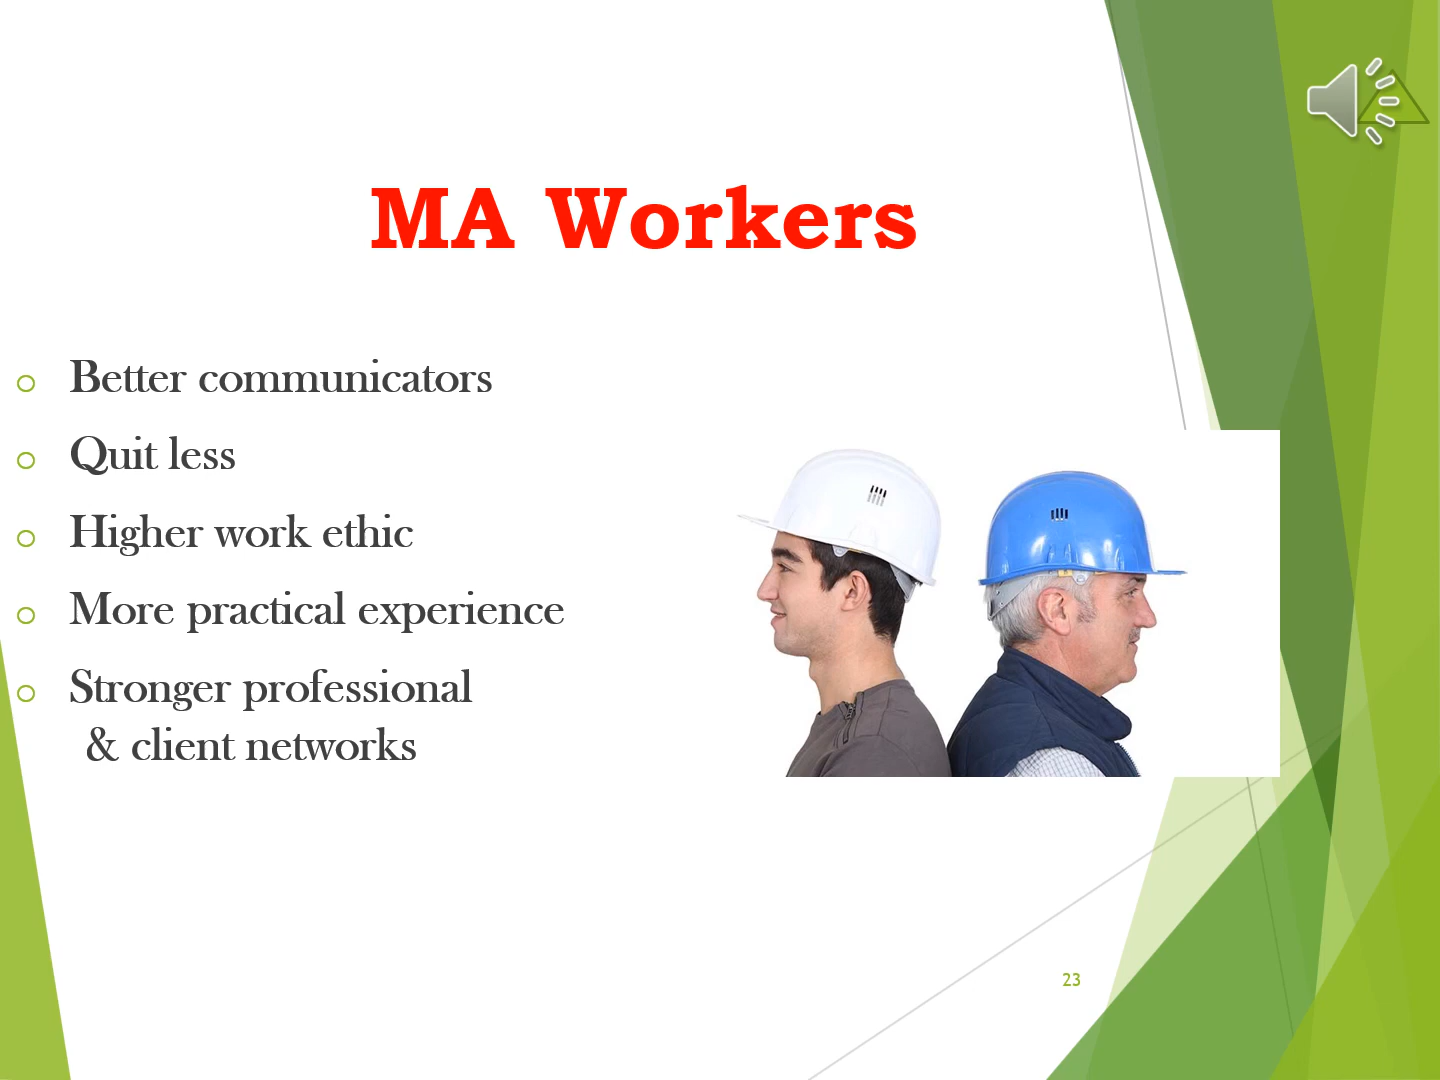 MA Workers
Better communicators
Quit less
Higher work ethic
More practical experience
Stronger professional
& client networks
23